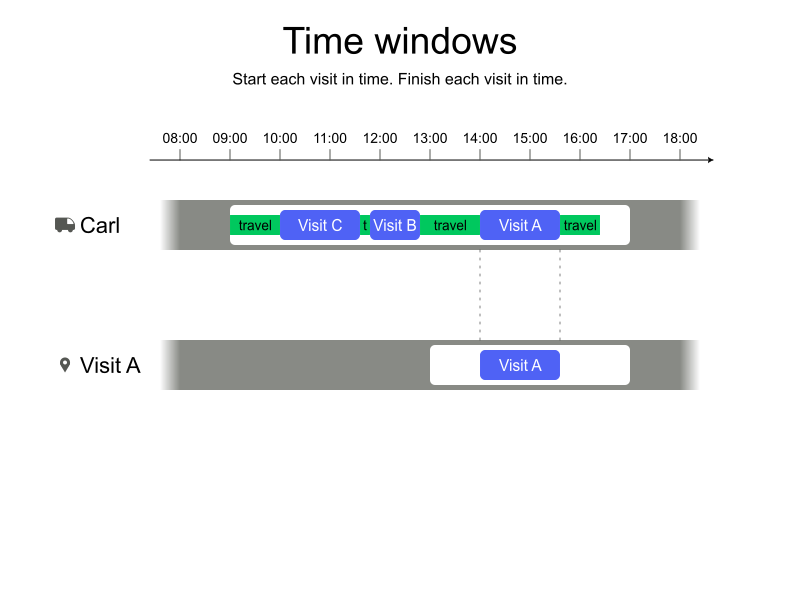 Time windows
Start each visit in time. Finish each visit in time.
08:00 09:00 10:00 11:00 12:00 13:00 14:00 15:00 16:00 17:00 18:00
Carl travel Visit C t Visit B travel Visit A travel
Visit A Visit A